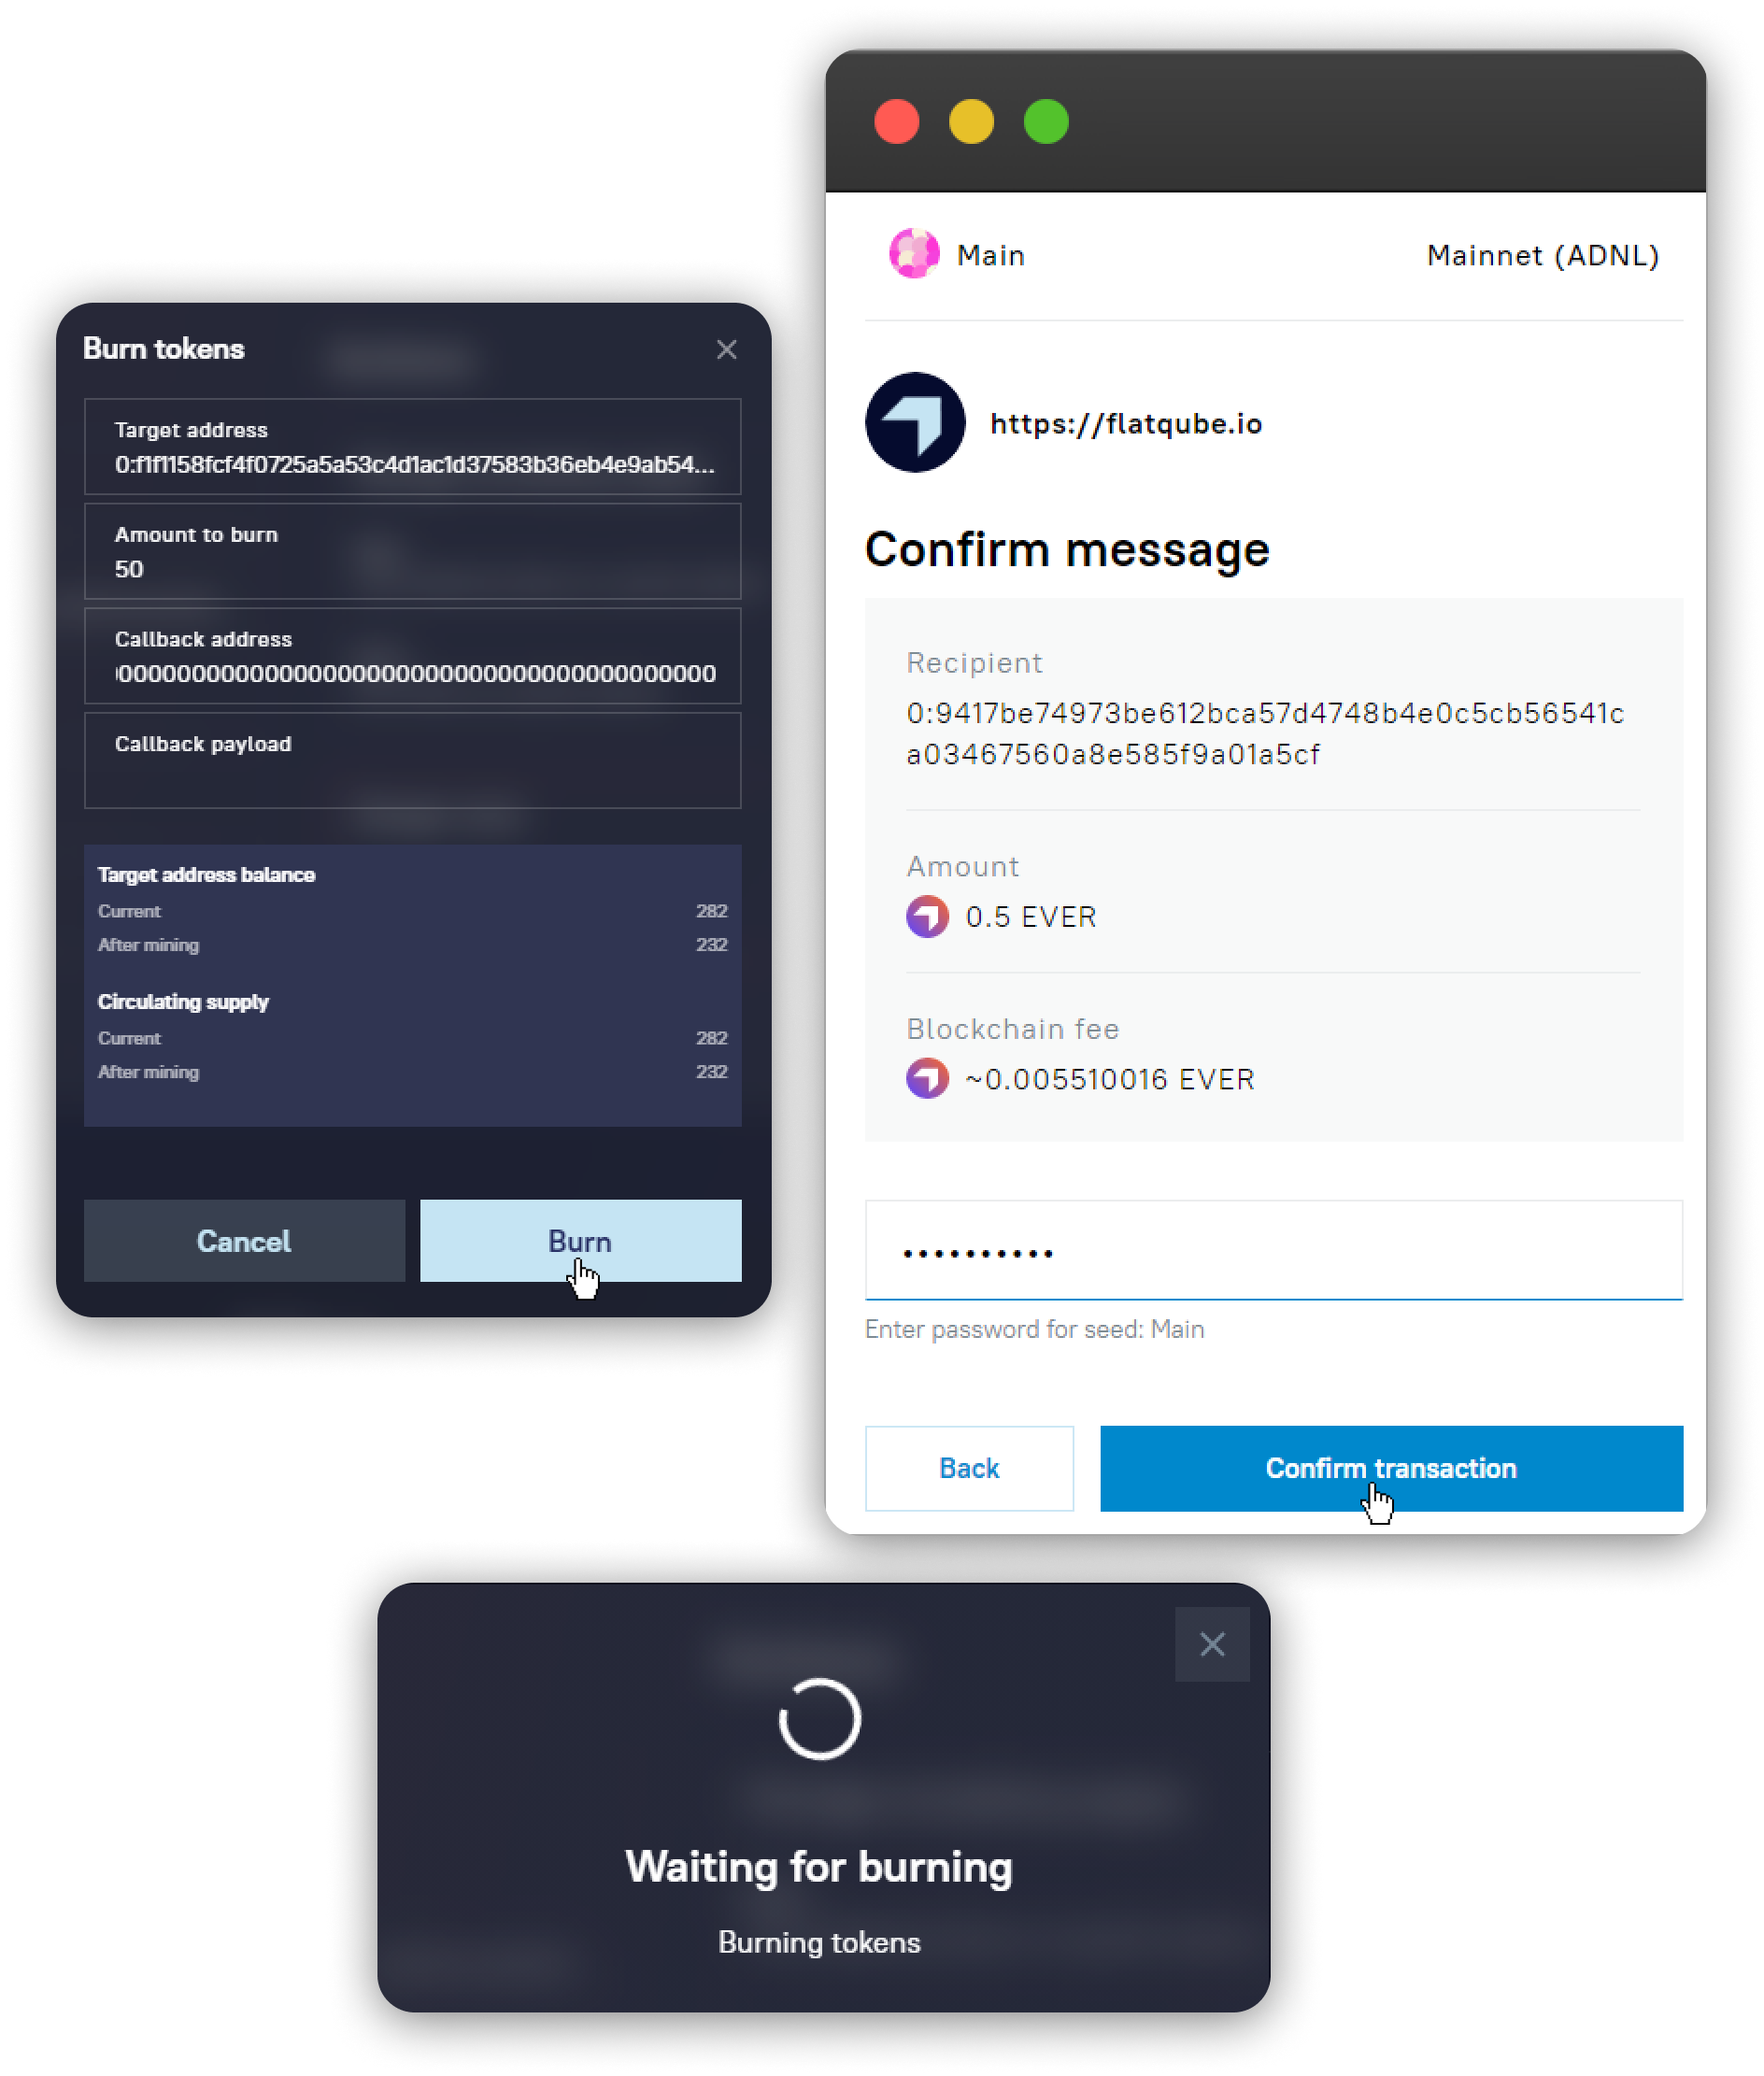 Burn tokens
Target address
0:f1f1158fcf4f0725a5a53c4d1ac1d37583b36eb4e9ab54...
Amount to burn
50
Callback address
00000000000000000000000000000000000000000
Callback payload
Target address balance
Current 282
After mining 232
Circulating supply
Current 282
After mining 232
Cancel Burn
Main Mainnet (ADNL)
https://flatqube.io
Confirm message
Recipient
0:9417be74973be612bca57d4748b4e0c5cb56541c
a03467560a8e585f9a01a5cf
Amount
0.5 EVER
Blockchain fee
~0.005510016 EVER
••••••••••
Enter password for seed: Main
Back Confirm transaction
Waiting for burning
Burning tokens